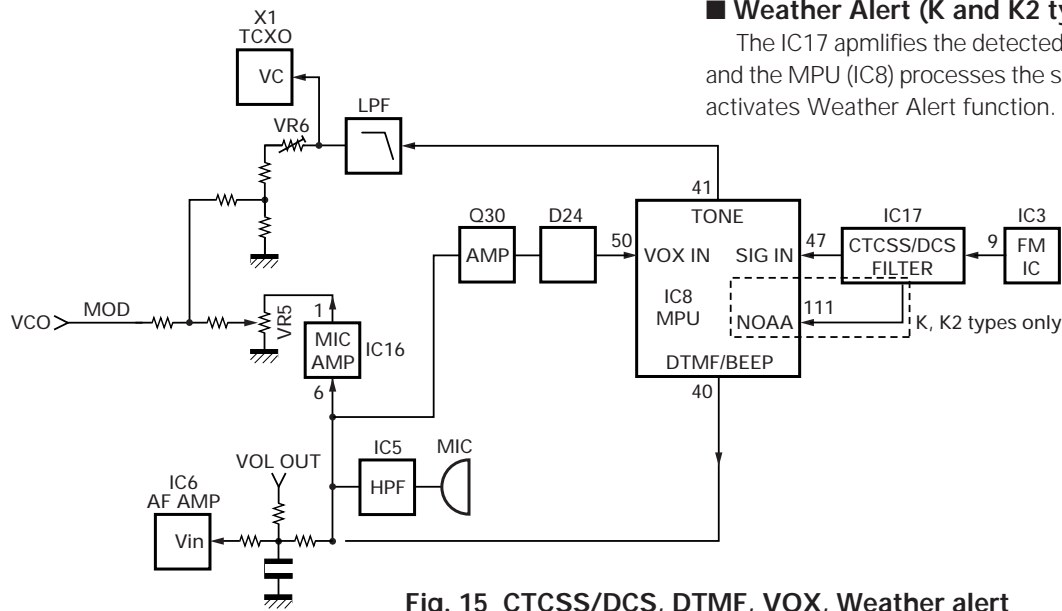 ■ Weather Alert (K and K2 ty
The IC17 apmlifies the detected
and the MPU (IC8) processes the s
activates Weather Alert function.
X1
TCXO
VC
LPF
VR6
41
TONE
Q30
D24
AMP
50
VOX IN
SIG IN
47
IC17
CTCSS/DCS
FILTER
9
IC3
FM
IC
IC8
MPU
NOAA
111
K, K2 types only
DTMF/BEEP
40
VCO
MOD
VR5
1
MIC
AMP
IC16
6
IC5
HPF
MIC
VOL OUT
IC6
AF AMP
Vin
Fig. 15 CTCSS/DCS, DTMF, VOX, Weather alert